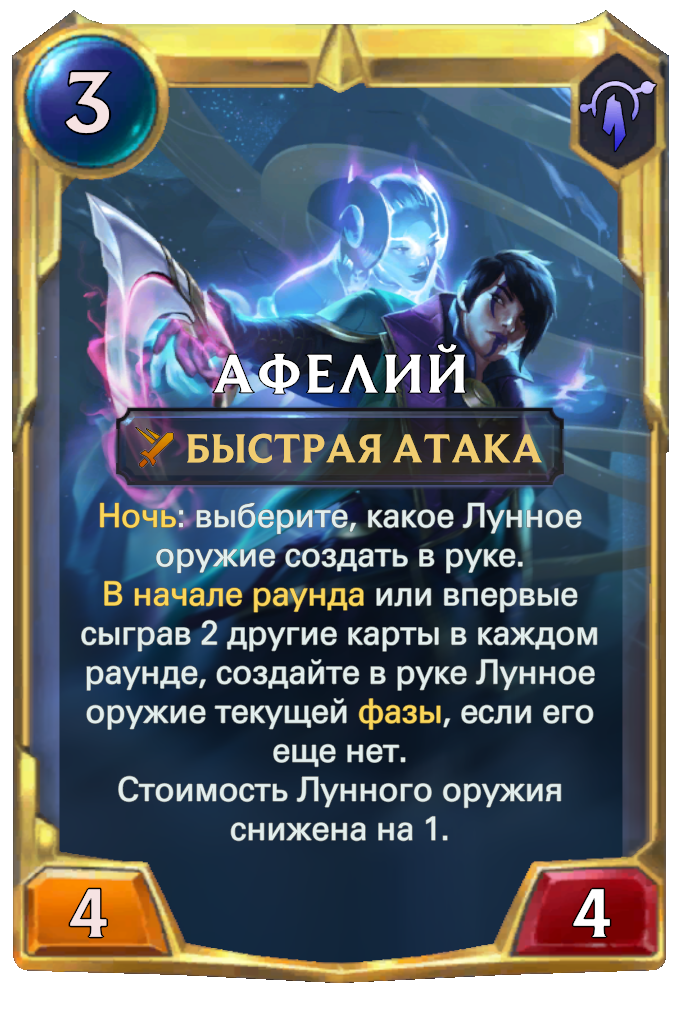 3
АФЕЛИЙ
БЫСТРАЯ АТАКА
Ночь: выберите, какое Лунное
оружие создать в руке.
В начале раунда или впервые
сыграв 2 другие карты в каждом
раунде, создайте в руке Лунное
оружие текущей фазы, если его
еще нет.
Стоимость Лунного оружия
снижена на 1.
4
4